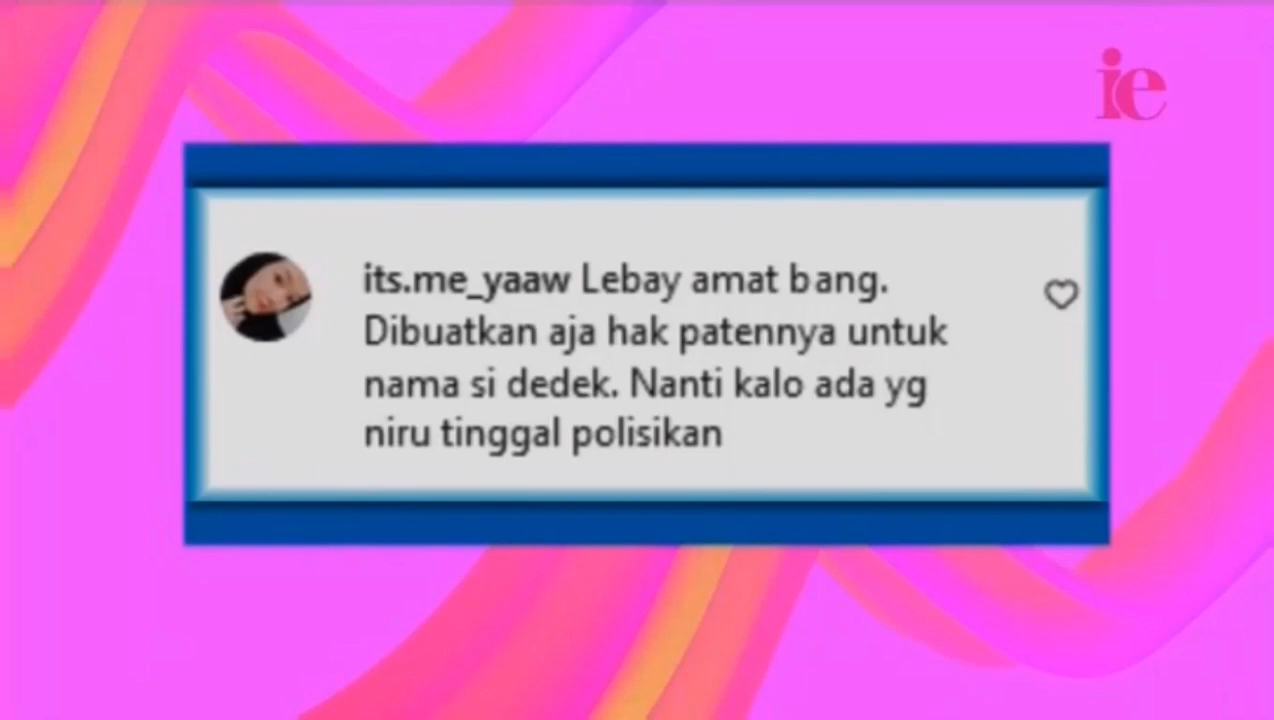 ie
its.me_yaaw Lebay amat bang.
Dibuatkan aja hak patennya untuk
nama si dedek. Nanti kalo ada yg
niru tinggal polisikan